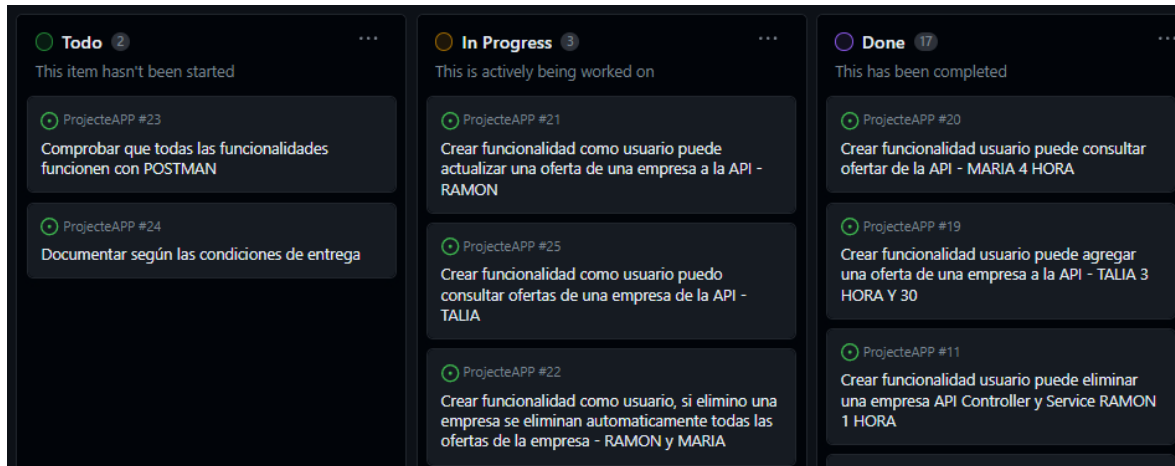 Todo 2
This item hasn't been started
ProjecteAPP #23
Comprobar que todas las funcionalidades
funcionen con POSTMAN
ProjecteAPP #24
Documentar según las condiciones de entrega
In Progress 3
This is actively being worked on
ProjecteAPP #21
Crear funcionalidad como usuario puede
actualizar una oferta de una empresa a la API -
RAMON
ProjecteAPP #25
Crear funcionalidad como usuario puedo
consultar ofertas de una empresa de la API -
TALIA
ProjecteAPP #22
Crear funcionalidad como usuario, si elimino una
empresa se eliminan automaticamente todas las
ofertas de la empresa - RAMON y MARIA
Done 17
This has been completed
ProjecteAPP #20
Crear funcionalidad usuario puede consultar
ofertar de la API - MARIA 4 HORA
ProjecteAPP #19
Crear funcionalidad usuario puede agregar
una oferta de una empresa a la API - TALIA 3
HORA Y 30
ProjecteAPP #11
Crear funcionalidad usuario puede eliminar
una empresa API Controller y Service RAMON
1 HORA